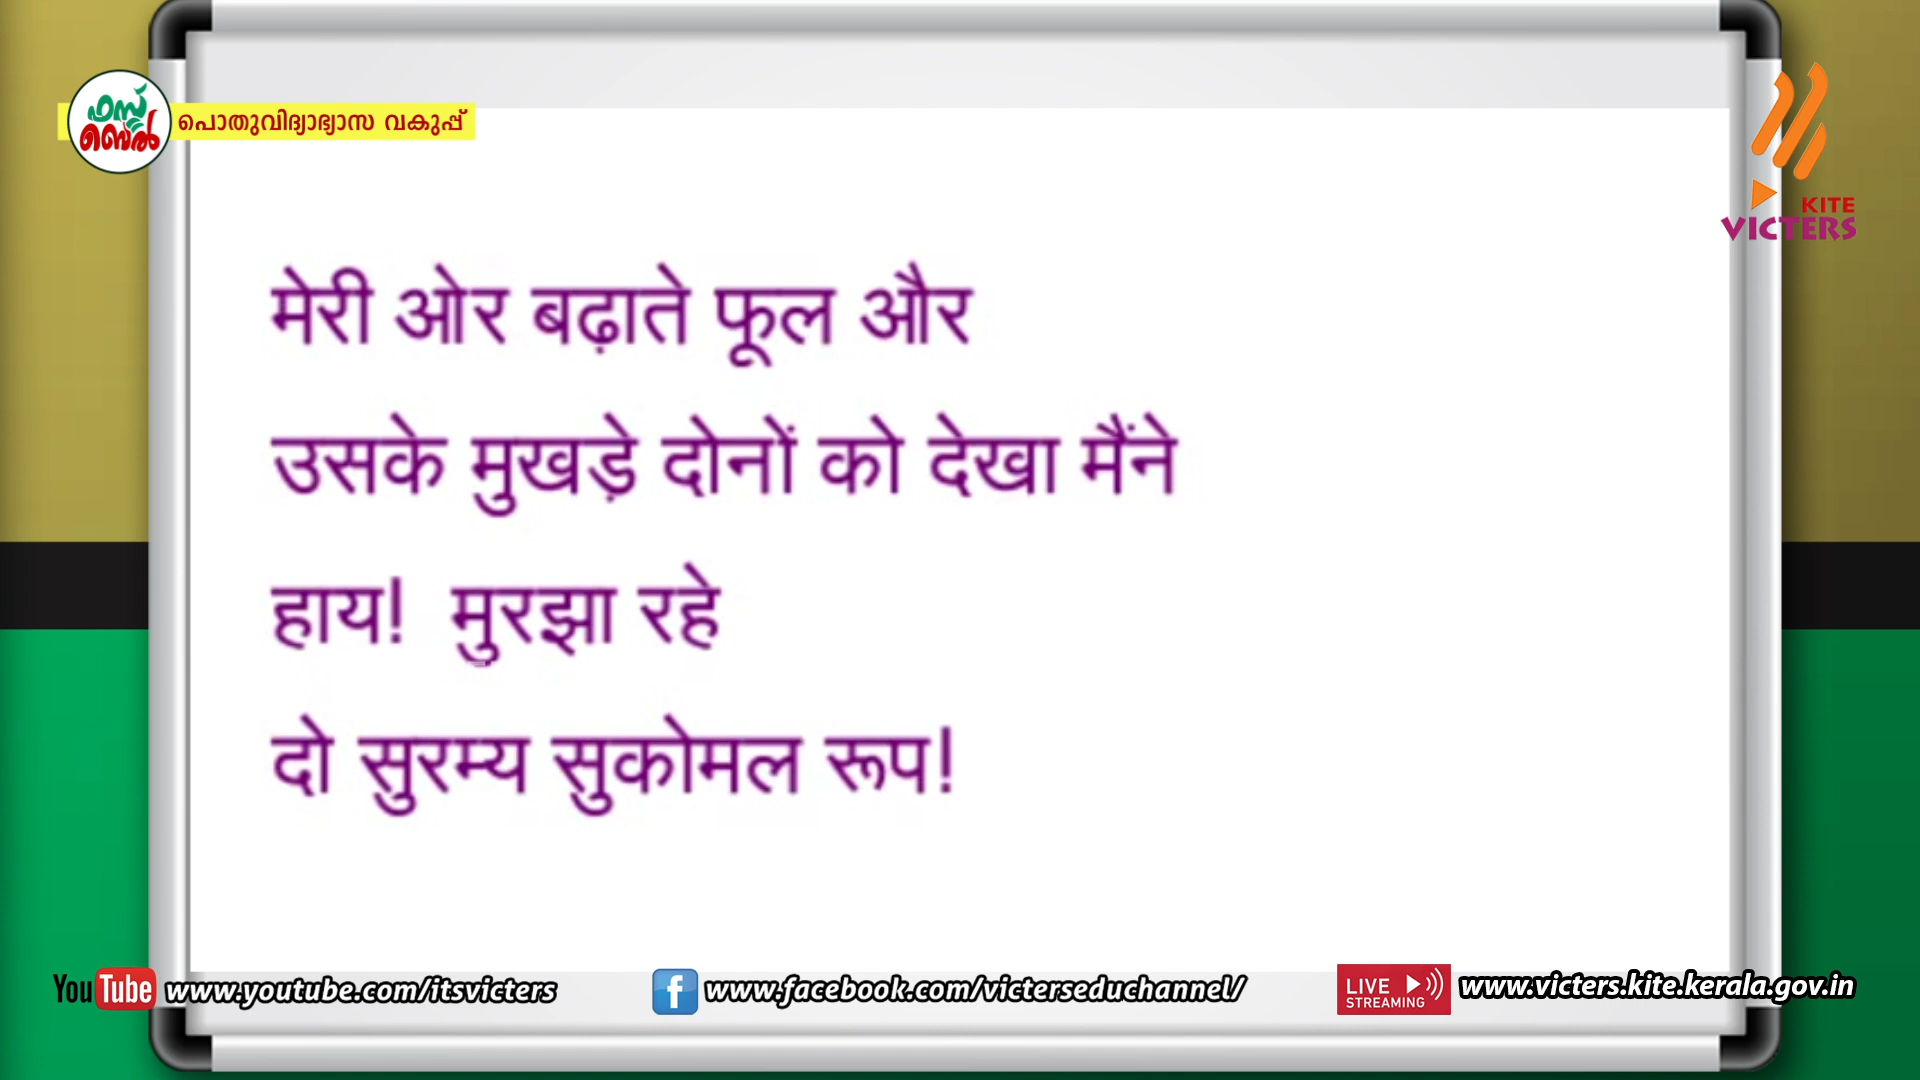 ഫസ്റ്റ്
ബെൽ
പൊതുവിദ്യാഭ്യാസ വകുപ്പ്
KITE
VICTERS
मेरी ओर बढ़ाते फूल और
उसके मुखड़े दोनों को देखा मैंने
हाय! मुरझा रहे
दो सुरम्य सुकोमल रूप!
YouTube www.youtube.com/itsvicters
f www.facebook.com/victerseduchannel/
LIVE STREAMING www.victers.kite.kerala.gov.in